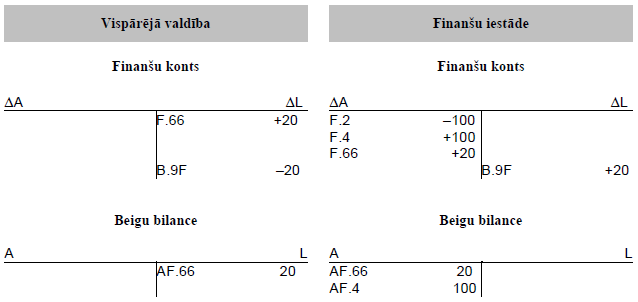 Vispārējā valdība
Finanšu konts
ΔA ΔL
F.66 +20
B.9F –20
Beigu bilance
A L
AF.66 20
Finanšu iestāde
Finanšu konts
ΔA ΔL
F.2 –100
F.4 +100
F.66 +20
B.9F +20
Beigu bilance
A L
AF.66 20
AF.4 100